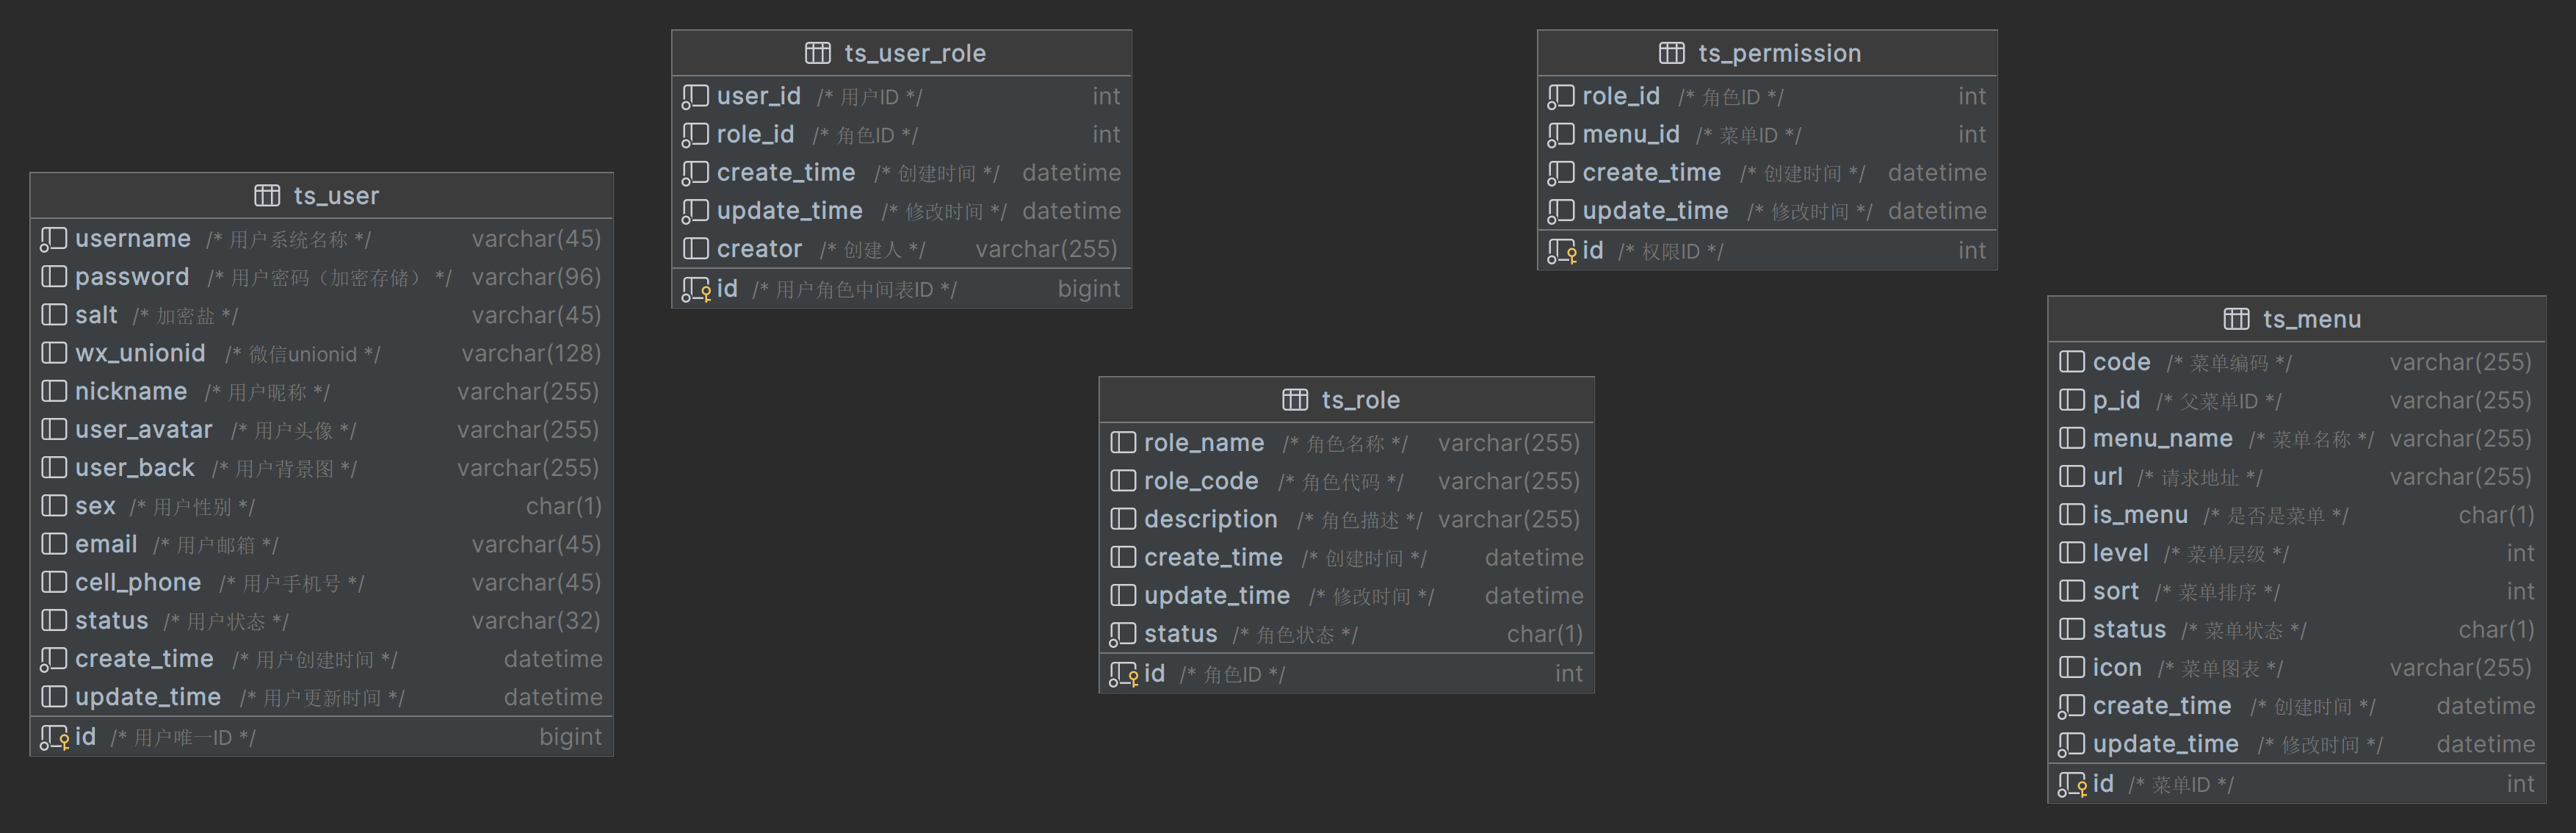 ts_user
username /* 用户系统名称 */ varchar(45)
password /* 用户密码（加密存储） */ varchar(96)
salt /* 加密盐 */ varchar(45)
wx_unionid /* 微信unionid */ varchar(128)
nickname /* 用户昵称 */ varchar(255)
user_avatar /* 用户头像 */ varchar(255)
user_back /* 用户背景图 */ varchar(255)
sex /* 用户性别 */ char(1)
email /* 用户邮箱 */ varchar(45)
cell_phone /* 用户手机号 */ varchar(45)
status /* 用户状态 */ varchar(32)
create_time /* 用户创建时间 */ datetime
update_time /* 用户更新时间 */ datetime
id /* 用户唯一ID */ bigint
ts_user_role
user_id /* 用户ID */ int
role_id /* 角色ID */ int
create_time /* 创建时间 */ datetime
update_time /* 修改时间 */ datetime
creator /* 创建人 */ varchar(255)
id /* 用户角色中间表ID */ bigint
ts_role
role_name /* 角色名称 */ varchar(255)
role_code /* 角色代码 */ varchar(255)
description /* 角色描述 */ varchar(255)
create_time /* 创建时间 */ datetime
update_time /* 修改时间 */ datetime
status /* 角色状态 */ char(1)
id /* 角色ID */ int
ts_permission
role_id /* 角色ID */ int
menu_id /* 菜单ID */ int
create_time /* 创建时间 */ datetime
update_time /* 修改时间 */ datetime
id /* 权限ID */ int
ts_menu
code /* 菜单编码 */ varchar(255)
p_id /* 父菜单ID */ varchar(255)
menu_name /* 菜单名称 */ varchar(255)
url /* 请求地址 */ varchar(255)
is_menu /* 是否是菜单 */ char(1)
level /* 菜单层级 */ int
sort /* 菜单排序 */ int
status /* 菜单状态 */ char(1)
icon /* 菜单图表 */ varchar(255)
create_time /* 创建时间 */ datetime
update_time /* 修改时间 */ datetime
id /* 菜单ID */ int